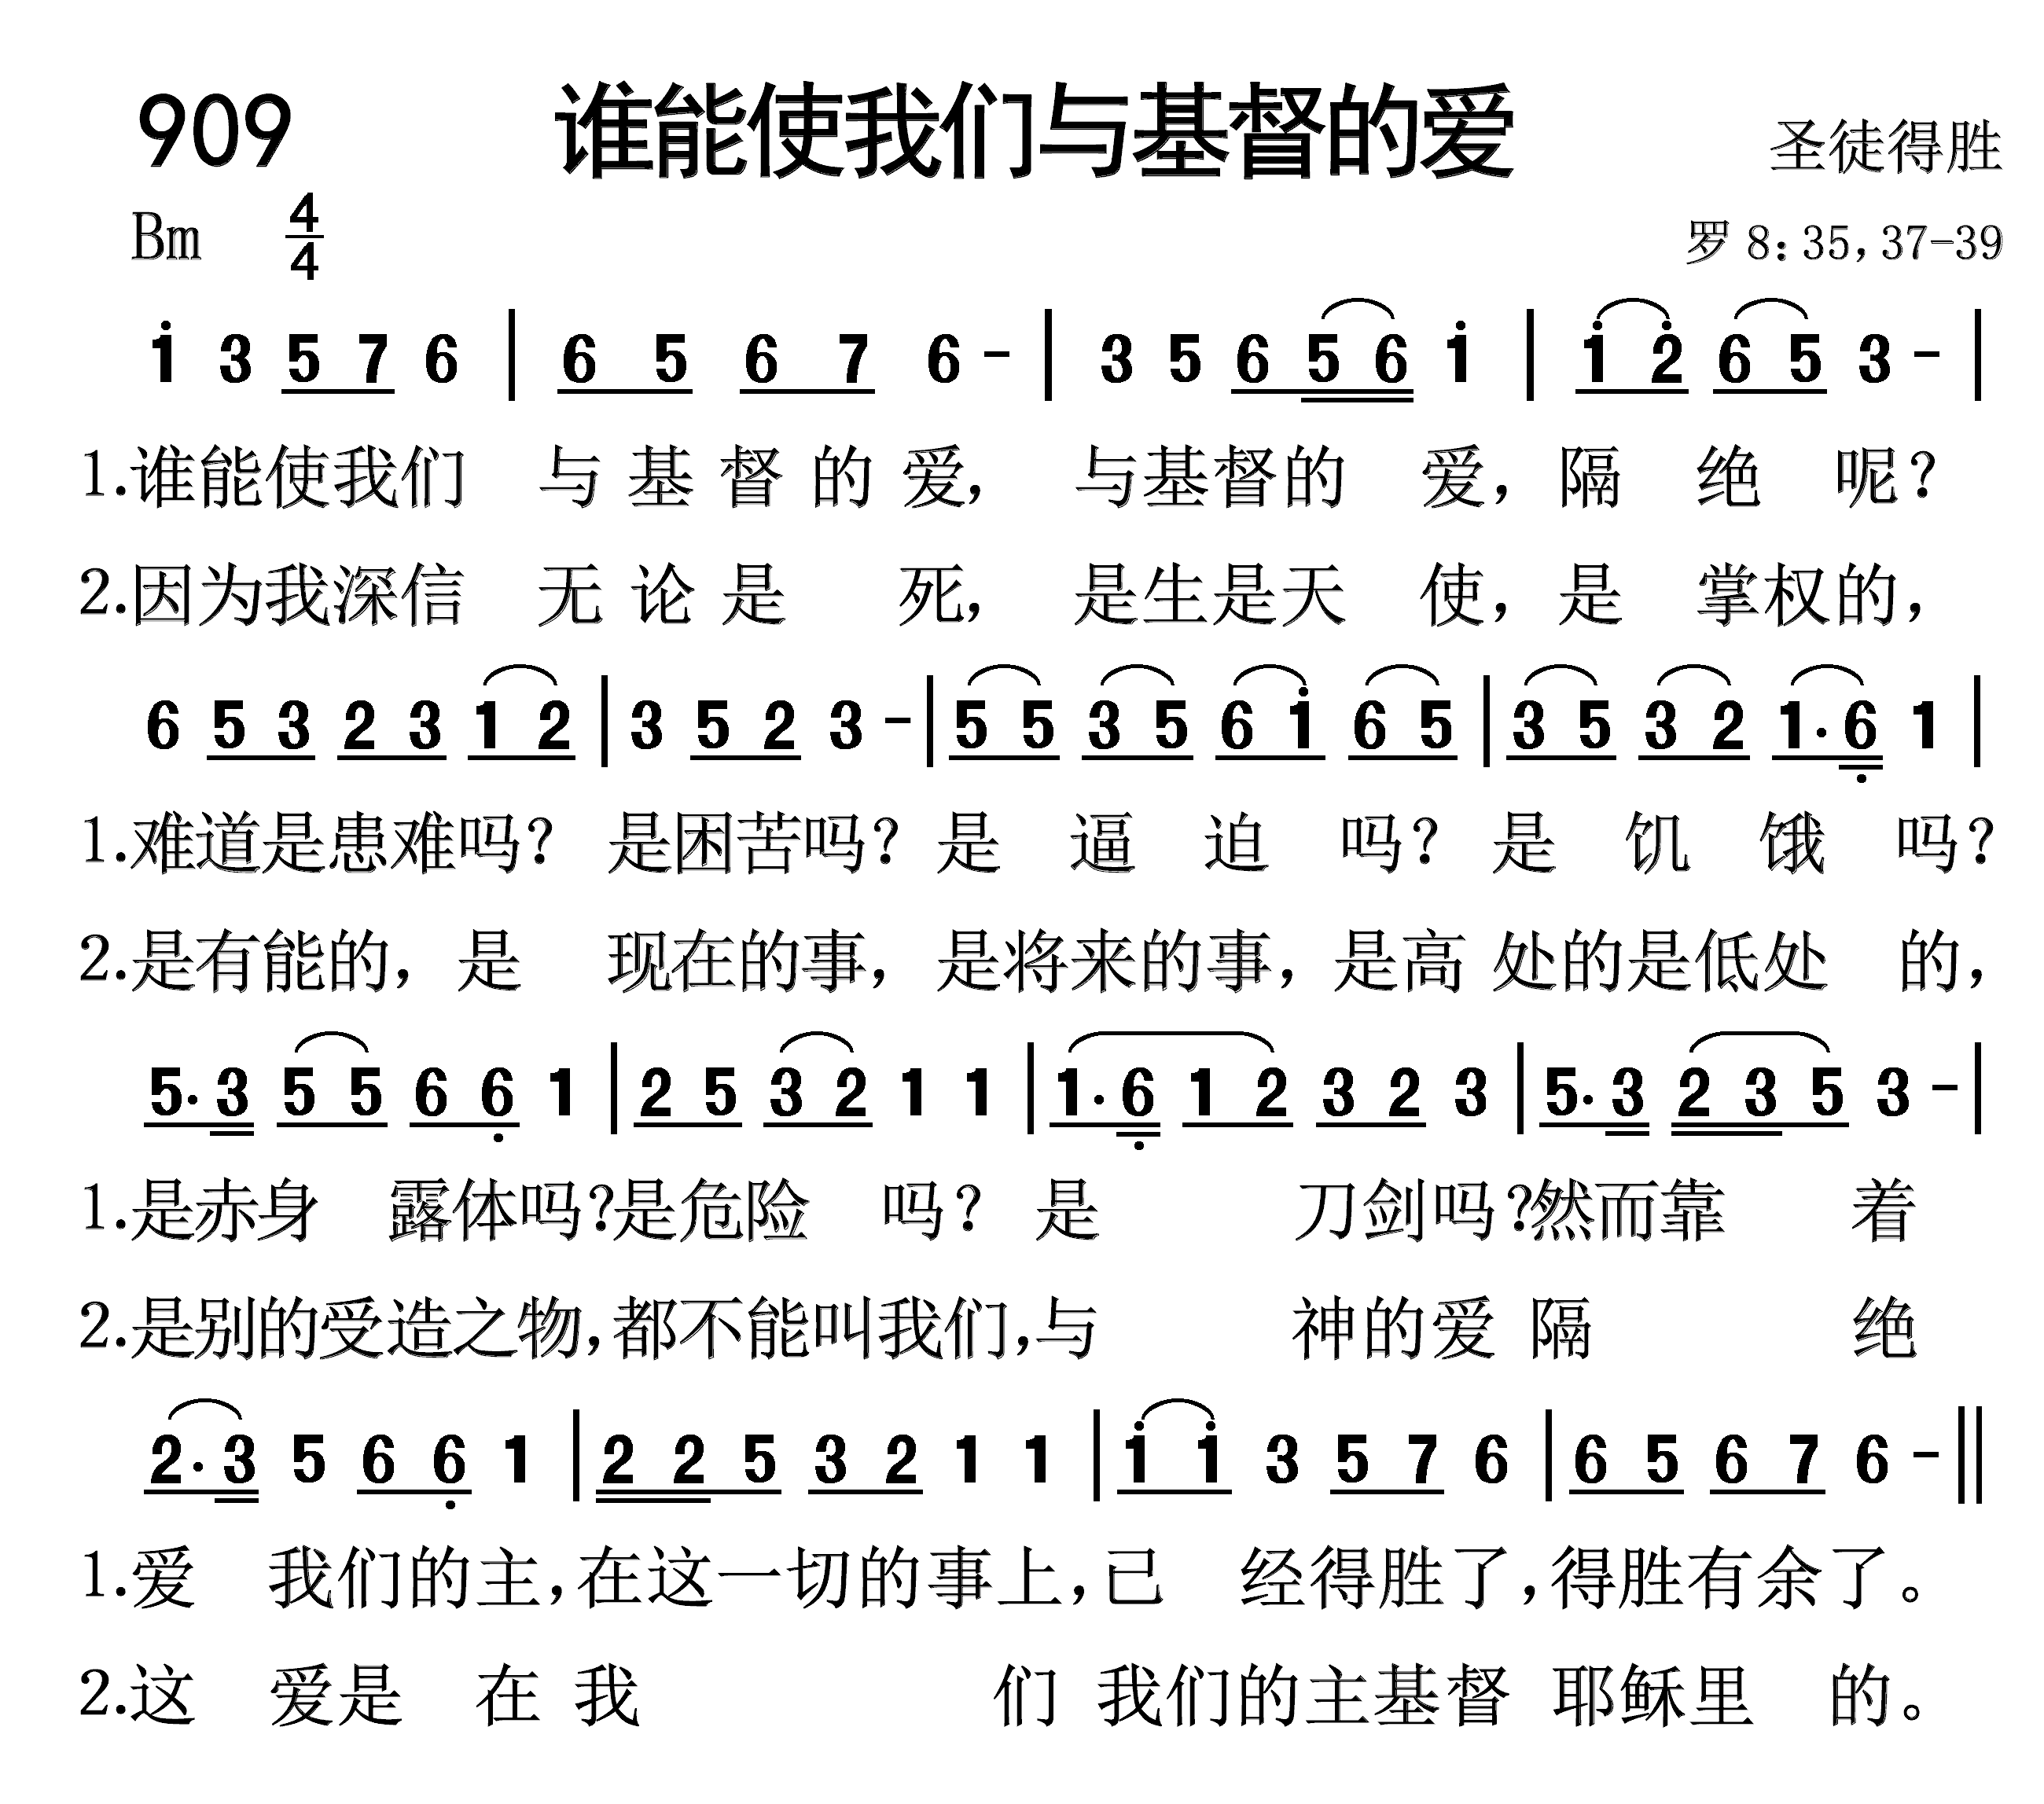 909 谁能使我们与基督的爱 圣徒得胜
Bm 4/4 罗 8: 35, 37-39
i 3 5 7 6 | 6 5 6 7 6 - | 3 5 6 5 6 i | i 2̇ 6 5 3 - |
1.谁能使我们 与基督的爱, 与基督的 爱, 隔 绝 呢?
2.因为我深信 无论是 死, 是生是天 使, 是 掌权的,
6 5 3 2 3 1 2 | 3 5 2 3 - | 5 5 3 5 6 i 6 5 | 3 5 3 2 1· 6̣ 1 |
1.难道是患难吗? 是困苦吗? 是 逼 迫 吗? 是 饥 饿 吗?
2.是有能的, 是 现在的事, 是将来的事, 是高 处的是低处 的,
5· 3 5 5 6 6̣ 1 | 2 5 3 2 1 1 | 1· 6̣ 1 2 3 2 3 | 5· 3 2 3 5 3 - |
1.是赤身 露体吗?是危险 吗? 是 刀剑吗?然而靠 着
2.是别的受造之物,都不能叫我们,与 神的爱 隔 绝
2· 3 5 6 6̣ 1 | 2 2 5 3 2 1 1 | i i 3 5 7 6 | 6 5 6 7 6 - ||
1.爱 我们的主,在这一切的事上,已 经得胜了,得胜有余了。
2.这 爱是 在 我 们 我们的主基督 耶稣里 的。